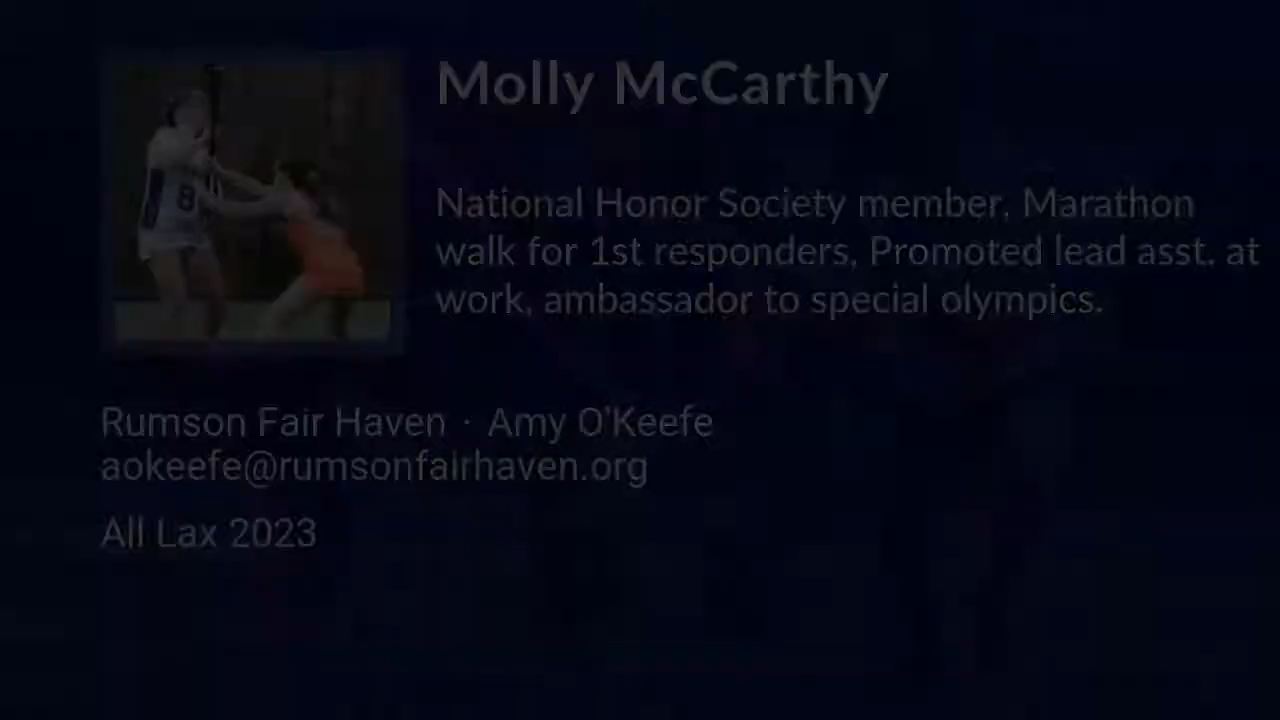 Molly McCarthy
National Honor Society member, Marathon
walk for 1st responders, Promoted lead asst. at
work, ambassador to special olympics.
8
Rumson Fair Haven · Amy O'Keefe
aokeefe@rumsonfairhaven.org
All Lax 2023